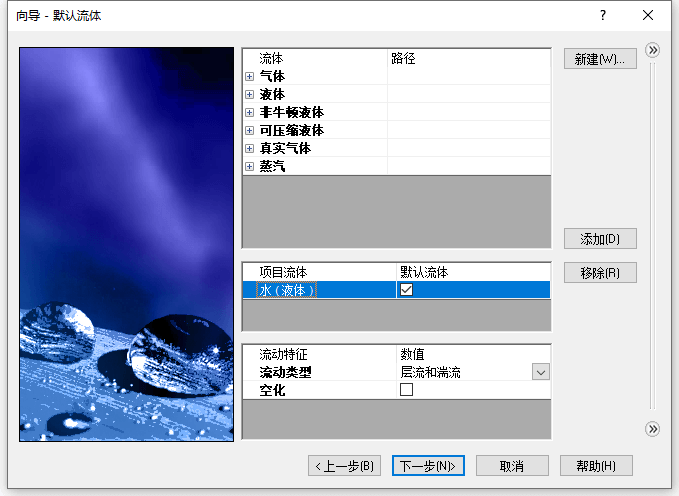 向导 - 默认流体
流体 路径
新建(W)...
气体
液体
非牛顿液体
可压缩液体
真实气体
蒸汽
添加(D)
项目流体 默认流体
移除(R)
水 ( 液体 )
流动特征 数值
流动类型 层流和湍流
空化
< 上一步(B) 下一步(N)> 取消 帮助(H)